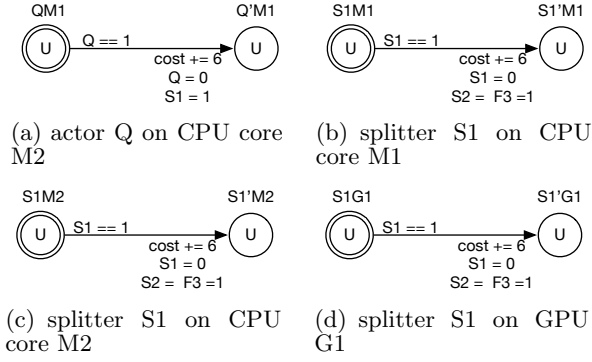 QM1 Q'M1 S1M1 S1'M1
U Q == 1 U U S1 == 1 U
cost += 6 cost += 6
Q = 0 S1 = 0
S1 = 1 S2 = F3 =1
(a) actor Q on CPU core (b) splitter S1 on CPU
M2 core M1
S1M2 S1'M2 S1G1 S1'G1
U S1 == 1 U U S1 == 1 U
cost += 6 cost += 6
S1 = 0 S1 = 0
S2 = F3 =1 S2 = F3 =1
(c) splitter S1 on CPU (d) splitter S1 on GPU
core M2 G1